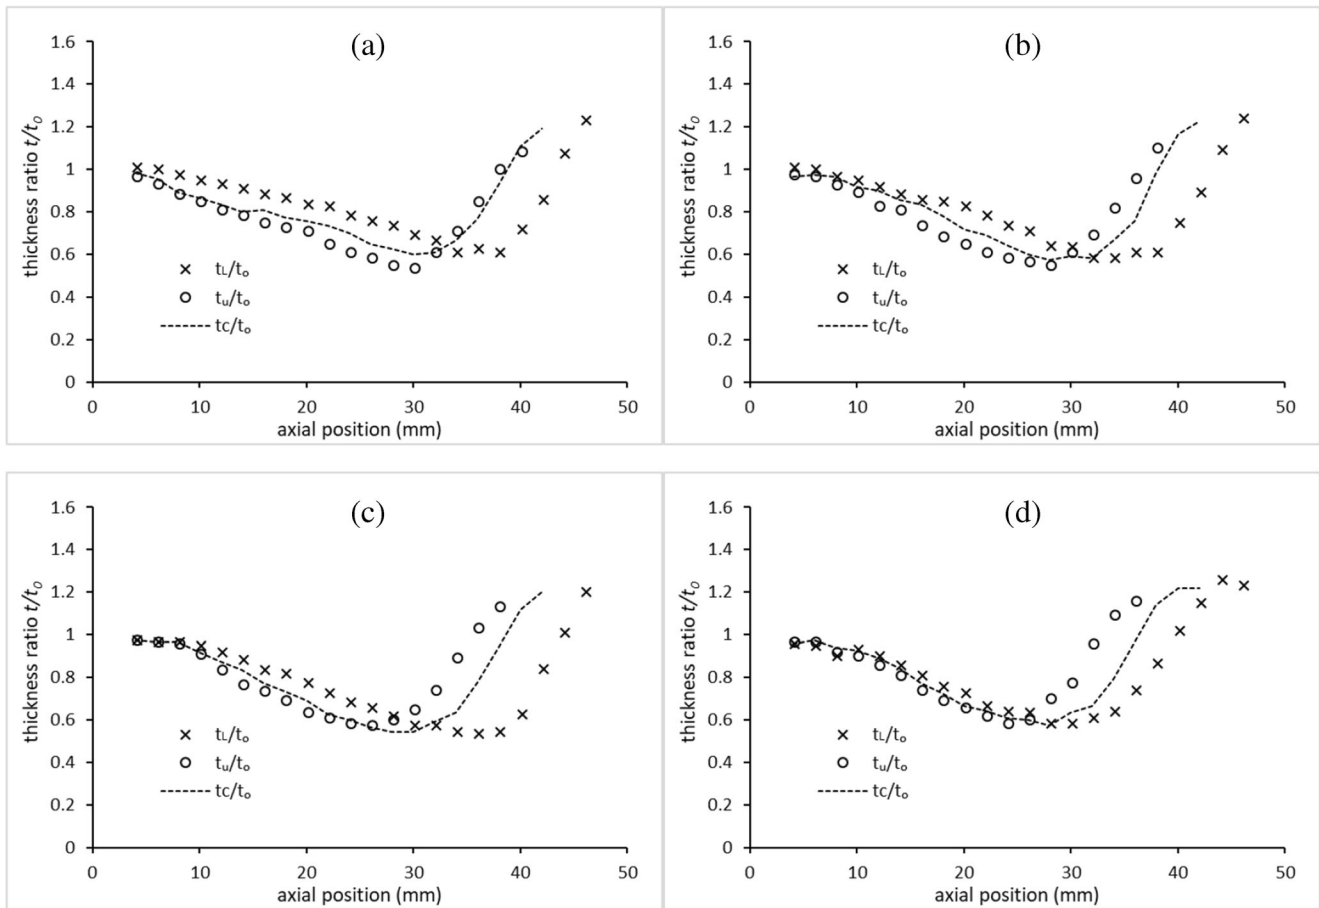 (a)
thickness ratio t/t₀
1.6
1.4
1.2
1
0.8
0.6
0.4
0.2
0
tʟ/tₒ
tᵤ/tₒ
tc/tₒ
0 10 20 30 40 50
axial position (mm)
(b)
thickness ratio t/t₀
1.6
1.4
1.2
1
0.8
0.6
0.4
0.2
0
tʟ/tₒ
tᵤ/tₒ
tc/tₒ
0 10 20 30 40 50
axial position (mm)
(c)
thickness ratio t/t₀
1.6
1.4
1.2
1
0.8
0.6
0.4
0.2
0
tʟ/tₒ
tᵤ/tₒ
tc/tₒ
0 10 20 30 40 50
axial position (mm)
(d)
thickness ratio t/t₀
1.6
1.4
1.2
1
0.8
0.6
0.4
0.2
0
tʟ/tₒ
tᵤ/tₒ
tc/tₒ
0 10 20 30 40 50
axial position (mm)